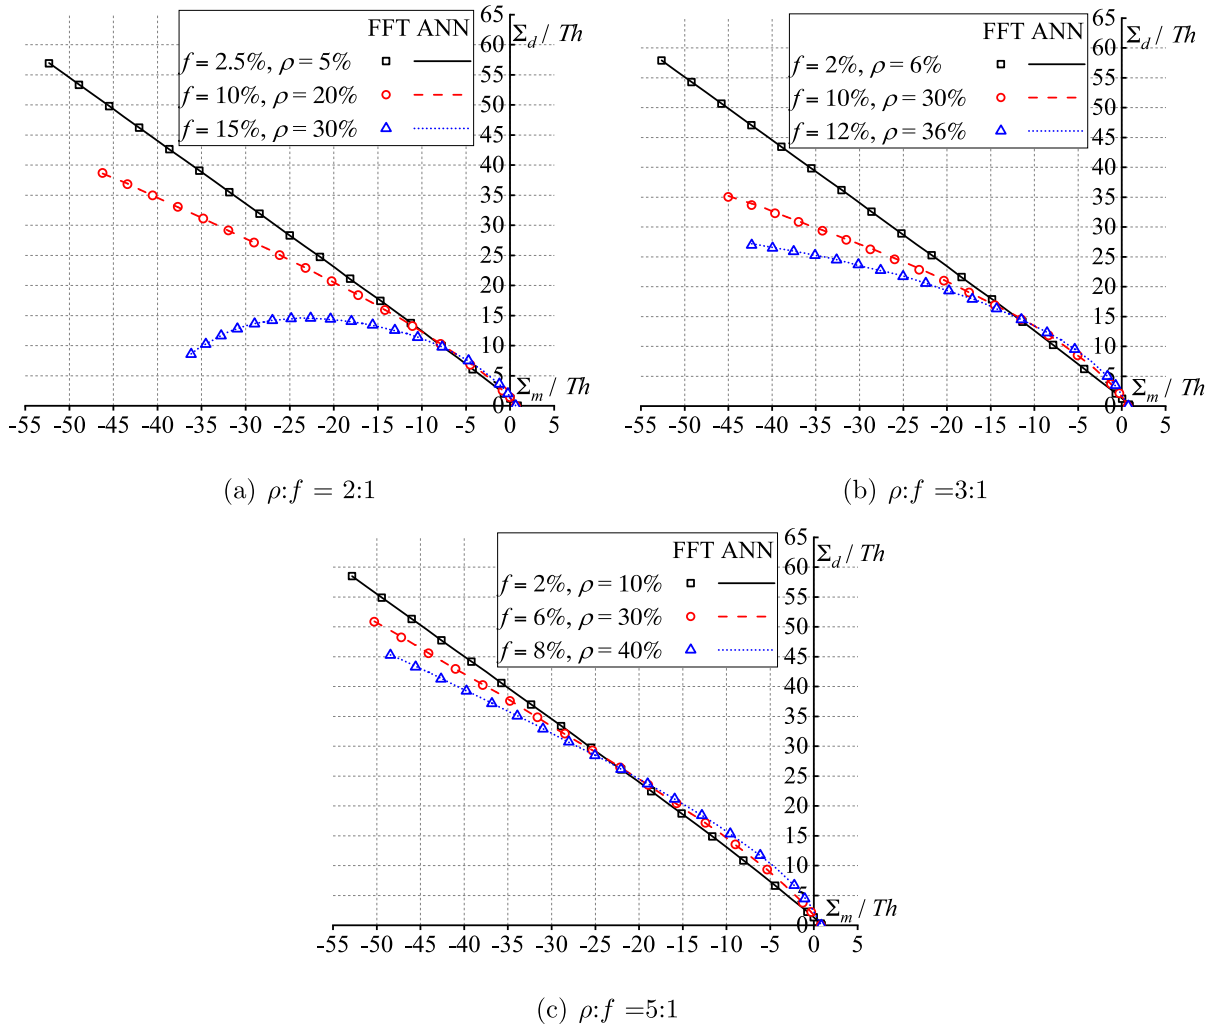 FFT ANN
f = 2.5%, ρ = 5%
f = 10%, ρ = 20%
f = 15%, ρ = 30%
Σd / Th
65
60
55
50
45
40
35
30
25
20
15
10
5
0
Σm / Th
-55 -50 -45 -40 -35 -30 -25 -20 -15 -10 -5 0 5
(a) ρ:f = 2:1
FFT ANN
f = 2%, ρ = 6%
f = 10%, ρ = 30%
f = 12%, ρ = 36%
Σd / Th
65
60
55
50
45
40
35
30
25
20
15
10
5
0
Σm / Th
-55 -50 -45 -40 -35 -30 -25 -20 -15 -10 -5 0 5
(b) ρ:f =3:1
FFT ANN
f = 2%, ρ = 10%
f = 6%, ρ = 30%
f = 8%, ρ = 40%
Σd / Th
65
60
55
50
45
40
35
30
25
20
15
10
5
0
Σm / Th
-55 -50 -45 -40 -35 -30 -25 -20 -15 -10 -5 0 5
(c) ρ:f =5:1